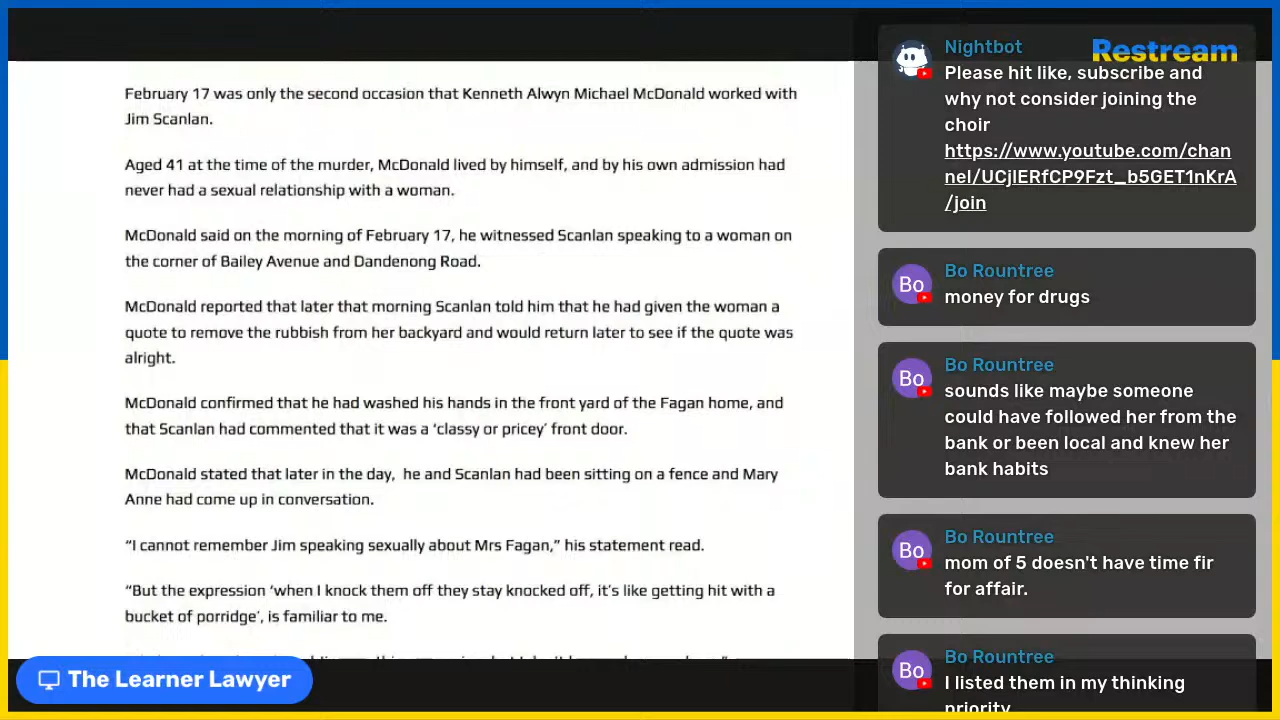 February 17 was only the second occasion that Kenneth Alwyn Michael McDonald worked with
Jim Scanlan.
Aged 41 at the time of the murder, McDonald lived by himself, and by his own admission had
never had a sexual relationship with a woman.
McDonald said on the morning of February 17, he witnessed Scanlan speaking to a woman on
the corner of Bailey Avenue and Dandenong Road.
McDonald reported that later that morning Scanlan told him that he had given the woman a
quote to remove the rubbish from her backyard and would return later to see if the quote was
alright.
McDonald confirmed that he had washed his hands in the front yard of the Fagan home, and
that Scanlan had commented that it was a ‘classy or pricey’ front door.
McDonald stated that later in the day,  he and Scanlan had been sitting on a fence and Mary
Anne had come up in conversation.
“I cannot remember Jim speaking sexually about Mrs Fagan,” his statement read.
“But the expression ‘when I knock them off they stay knocked off, it’s like getting hit with a
bucket of porridge’, is familiar to me.
The Learner Lawyer
Restream
Nightbot
Please hit like, subscribe and
why not consider joining the
choir
https://www.youtube.com/chan
nel/UCjlERfCP9Fzt_b5GET1nKrA
/join
Bo
Bo Rountree
money for drugs
Bo
Bo Rountree
sounds like maybe someone
could have followed her from the
bank or been local and knew her
bank habits
Bo
Bo Rountree
mom of 5 doesn't have time fir
for affair.
Bo
Bo Rountree
I listed them in my thinking
priority